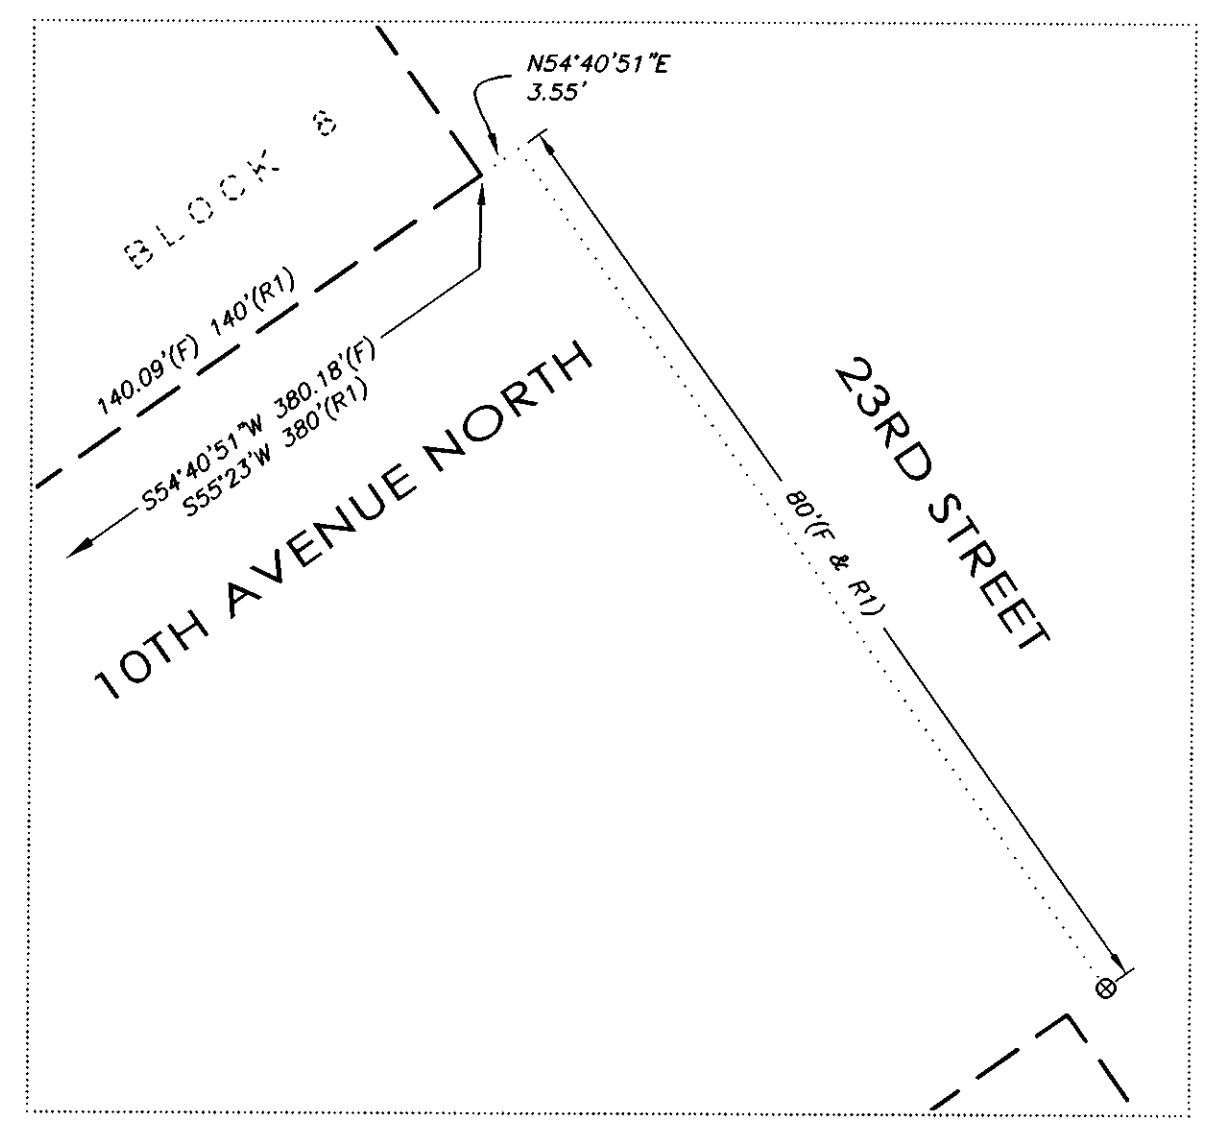 N54°40'51"E
3.55'
BLOCK 8
140.09'(F) 140'(R1)
S54°40'51"W 380.18'(F)
S55°23'W 380'(R1)
10TH AVENUE NORTH
23RD STREET
80'(F & R1)